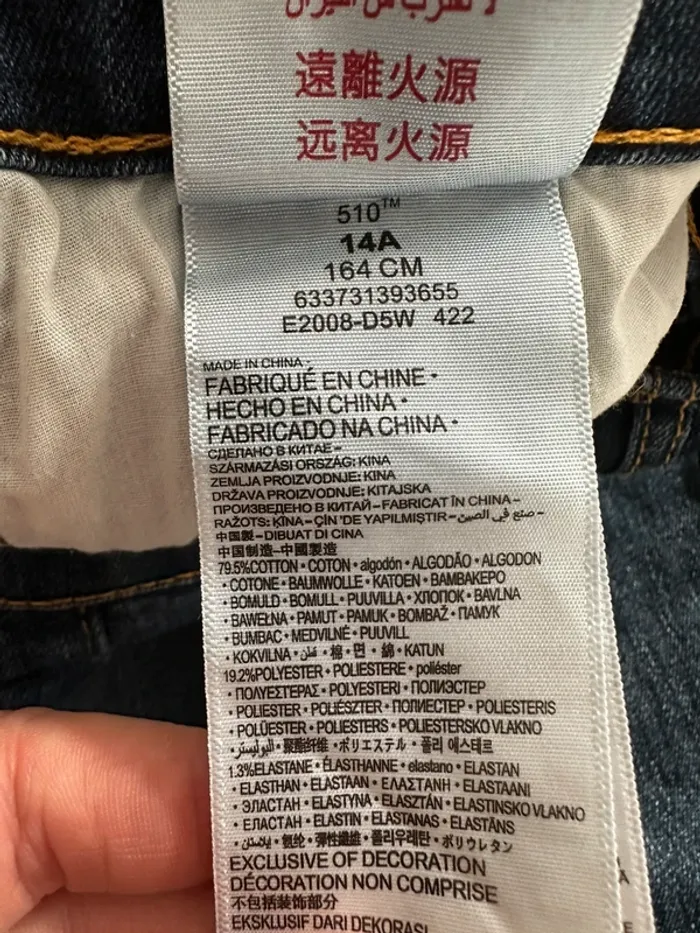 遠離火源
远离火源
510™
14A
164 CM
633731393655
E2008-D5W 422
MADE IN CHINA -
FABRIQUÉ EN CHINE •
HECHO EN CHINA •
FABRICADO NA CHINA •
СДЕЛАНО В КИТАЕ –
SZÁRMAZÁSI ORSZÁG: KINA
ZEMLJA PROIZVODNJE: KINA
DRŽAVA PROIZVODNJE: KITAJSKA
ПРОИЗВЕДЕНО В КИТАЙ – FABRICAT ÎN CHINA –
RAŽOTS: ĶĪNA – ÇİN 'DE YAPILMIŞTIR – صنع في الصين –
中国製 – DIBUAT DI CINA
中国制造 – 中國製造
79.5%COTTON • COTON • algodón • ALGODÃO • ALGODON
• COTONE • BAUMWOLLE • KATOEN • ΒΑΜΒΑΚΕΡΟ
• BOMULD • BOMULL • PUUVILLA • ХЛОПОК • BAVLNA
• BAWEŁNA • PAMUT • PAMUK • BOMBAŽ • ПАМУК
• BUMBAC • MEDVILNĖ • PUUVILL
• KOKVILNA • قطن • 棉 • 면 • 綿 • KATUN
19.2%POLYESTER • POLIESTERE • poliéster
• ΠΟΛΥΕΣΤΕΡΑΣ • POLYESTERI • ПОЛИЭСТЕР
• POLIESTER • POLIÉSZTER • ПОЛИЕСТЕР • POLIESTERIS
• POLÜESTER • POLIESTERS • POLIESTERSKO VLAKNO
• البوليستر • 聚酯纤维 • ポリエステル • 폴리 에스테르
1.3%ELASTANE • ÉLASTHANNE • elastano • ELASTAN
• ELASTHAN • ELASTAAN • ΕΛΑΣΤΑΝΗ • ELASTAANI
• ЭЛАСТАН • ELASTYNA • ELASZTÁN • ELASTINSKO VLAKNO
• ЕЛАСТАН • ELASTIN • ELASTANAS • ELASTĀNS
• إيلاستان • 氨纶 • 彈性纖維 • 폴리우레탄 • ポリウレタン
EXCLUSIVE OF DECORATION
DÉCORATION NON COMPRISE
不包括装饰部分
EKSKLUSIF DARI DEKORASI